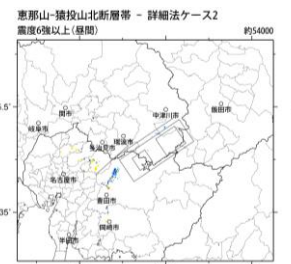 恵那山-猿投山北断層帯 - 詳細法ケース2
震度6強以上(昼間)
約54000
中津川市
飯田市
関市
岐阜市
瑞浪市
多治見市
名古屋市
豊田市
岡崎市
半田市
35